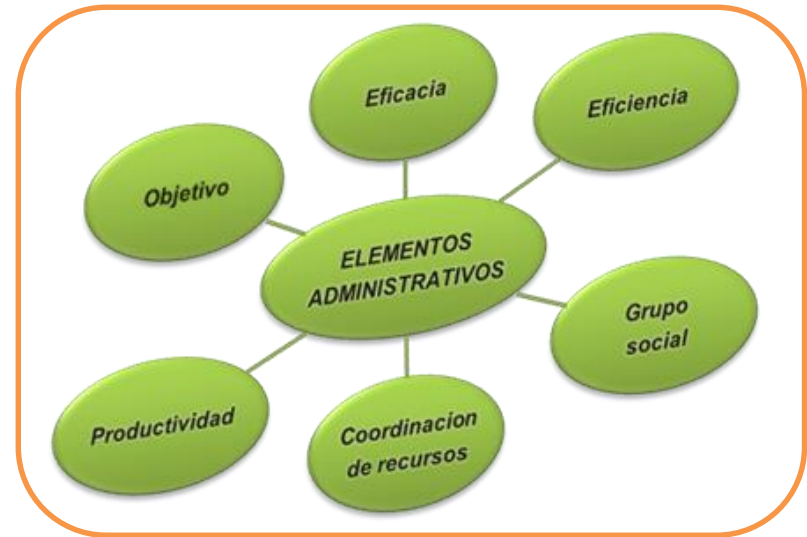 Eficacia
Eficiencia
Objetivo
ELEMENTOS
ADMINISTRATIVOS
Grupo
social
Productividad
Coordinacion
de recursos